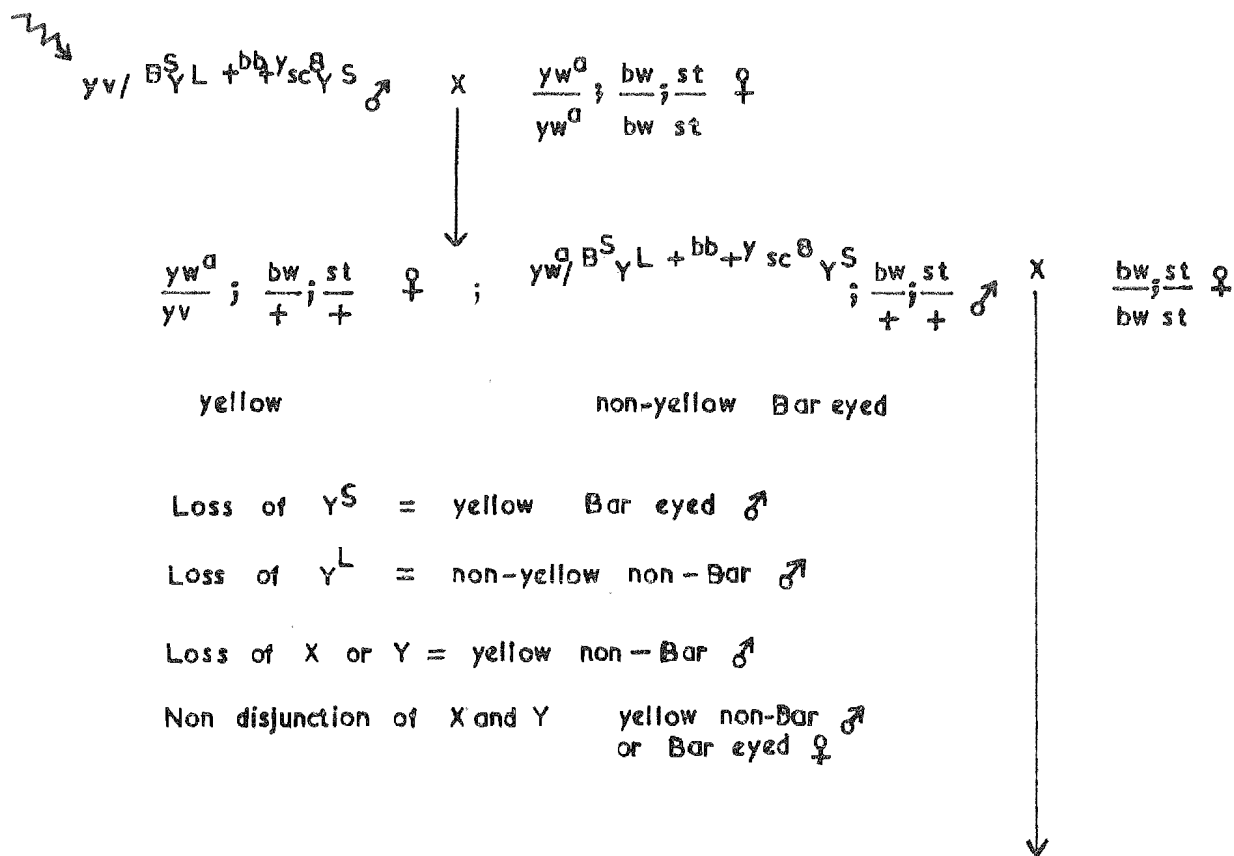 yv/ B^S Y^L + bb + y sc^8 Y^S ♂ X yw^a ; bw ; st ♀
yw^a bw st
yw^a ; bw ; st ♀ ; yw^a/ B^S Y^L + bb + y sc^8 Y^S ; bw ; st ♂ X bw ; st ♀
yv + + + + bw st
yellow non-yellow Bar eyed
Loss of Y^S = yellow Bar eyed ♂
Loss of Y^L = non-yellow non-Bar ♂
Loss of X or Y = yellow non-Bar ♂
Non disjunction of X and Y yellow non-Bar ♂
or Bar eyed ♀